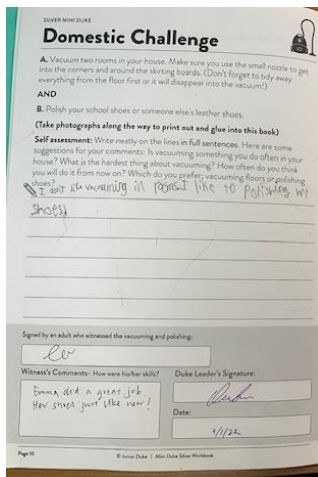 SILVER MINI DUKE
Domestic Challenge
A. Vacuum two rooms in your house. Make sure you use the small nozzle to get
into the corners and around the skirting boards. (Don't forget to tidy away
everything from the floor first or it will disappear into the vacuum!)
AND
B. Polish your school shoes or someone else's leather shoes.
(Take photographs along the way to print out and glue into this book)
Self assessment: Write neatly on the lines in full sentences. Here are some
suggestions for your comments: Is vacuuming something you do often in your
house? What is the hardest thing about vacuuming? How often do you think
you will do it from now on? Which do you prefer; vacuuming floors or polishing
shoes?
I don't like vacuuming like to polishing my
shoes
Signed by an adult who witnessed the vacuuming and polishing:
Witness's Comments- How were his/her skills?
Duke Leader's Signature:
Emma did a great job.
Her shoes just like new!
Date:
9/1/22
Page 10
© Junior Duke | Mini Duke Silver Workbook